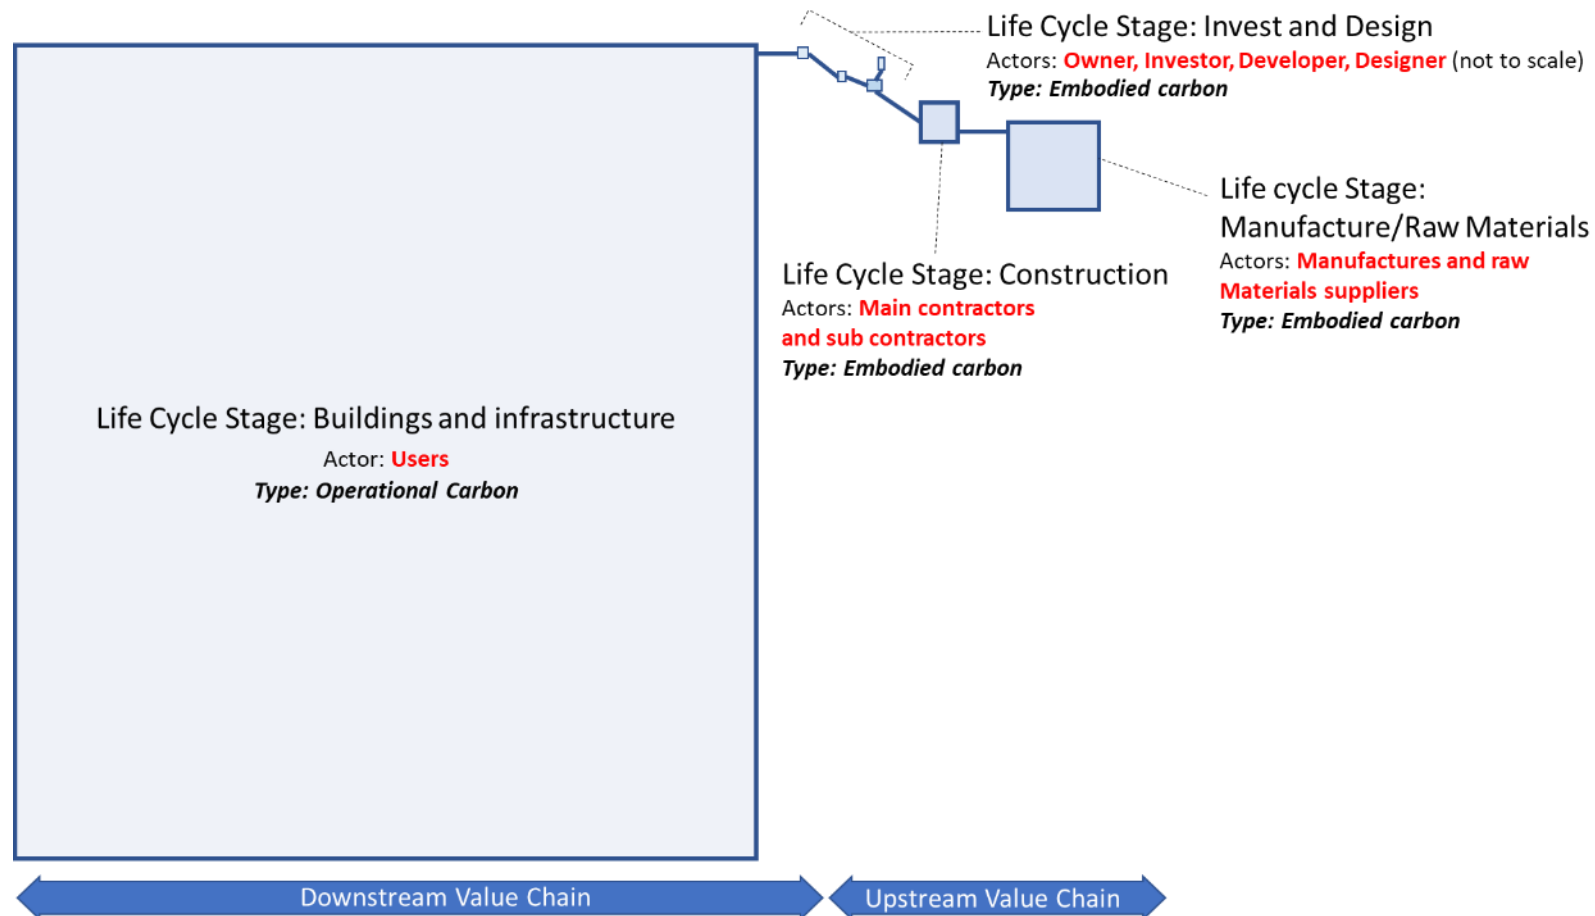 Life Cycle Stage: Invest and Design
Actors: Owner, Investor, Developer, Designer (not to scale)
Type: Embodied carbon
Life cycle Stage:
Manufacture/Raw Materials
Actors: Manufactures and raw
Materials suppliers
Type: Embodied carbon
Life Cycle Stage: Construction
Actors: Main contractors
and sub contractors
Type: Embodied carbon
Life Cycle Stage: Buildings and infrastructure
Actor: Users
Type: Operational Carbon
Downstream Value Chain
Upstream Value Chain